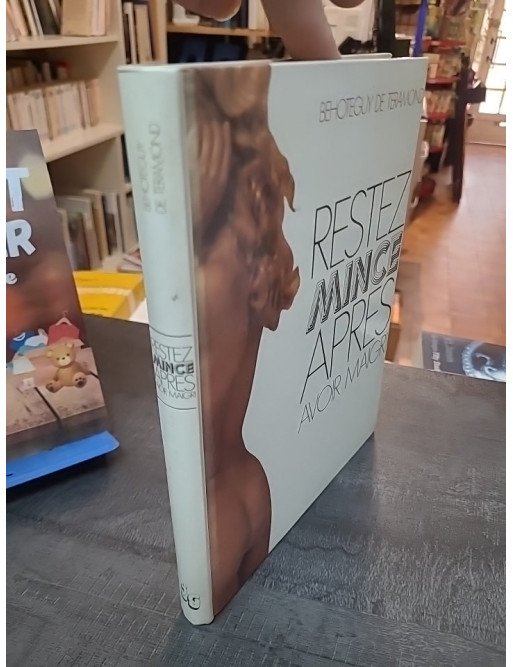 BEHOTEGUY
DE TERAMOND
RESTEZ
MINCE
APRES
AVOIR MAIGRI
BEHOTEGUY DE TERAMOND
RESTEZ
MINCE
APRES
AVOIR MAIGRI